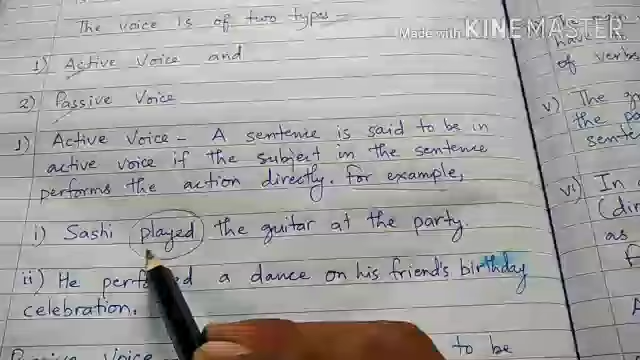 The voice is of two types -
Made with KINEMASTER
1) Active Voice and
2) Passive Voice
1) Active Voice - A sentence is said to be in
active voice if the subject in the sentence
performs the action directly. For example,
i) Sashi played the guitar at the party.
ii) He a dance on his friend's birthday
celebration.
Voice to be
of verbs
v) The
the
vi) In
as